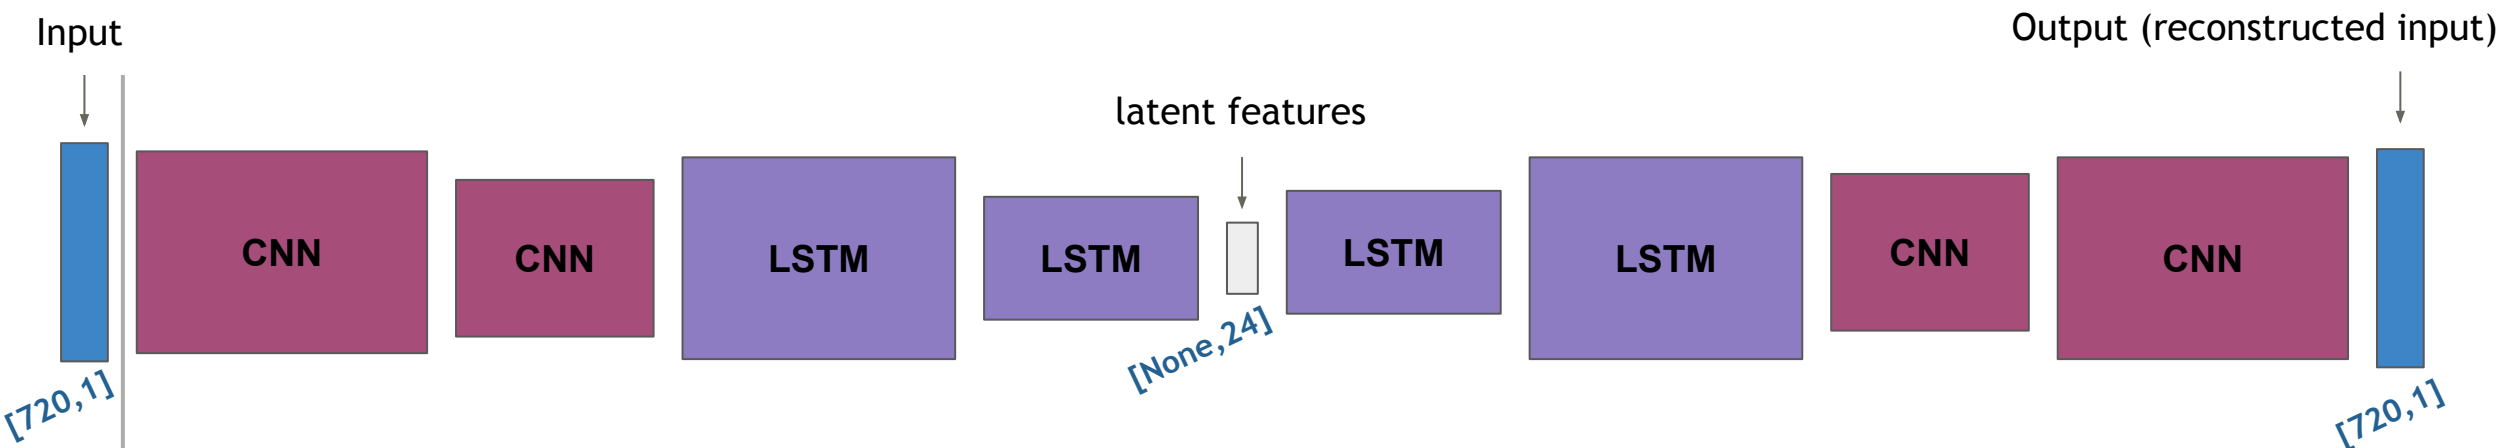 Input
Output (reconstructed input)
latent features
CNN
CNN
LSTM
LSTM
LSTM
LSTM
CNN
CNN
[None,24]
[720,1]
[720,1]